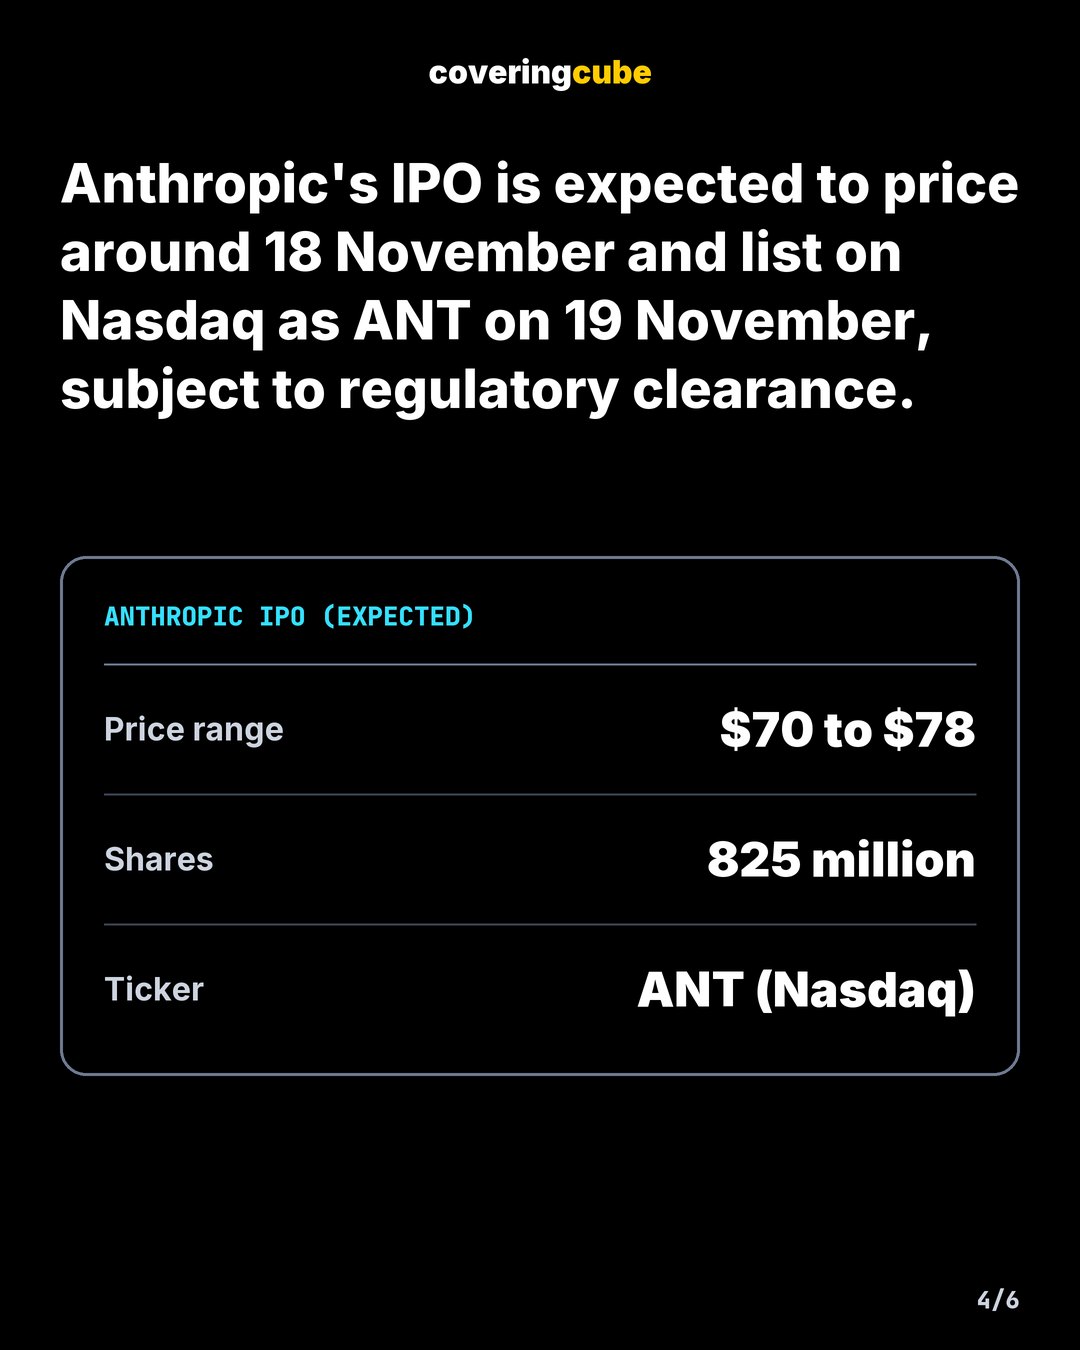 coveringcube
Anthropic's IPO is expected to price
around 18 November and list on
Nasdaq as ANT on 19 November,
subject to regulatory clearance.
ANTHROPIC IPO (EXPECTED)
Price range $70 to $78
Shares 825 million
Ticker ANT (Nasdaq)
4/6